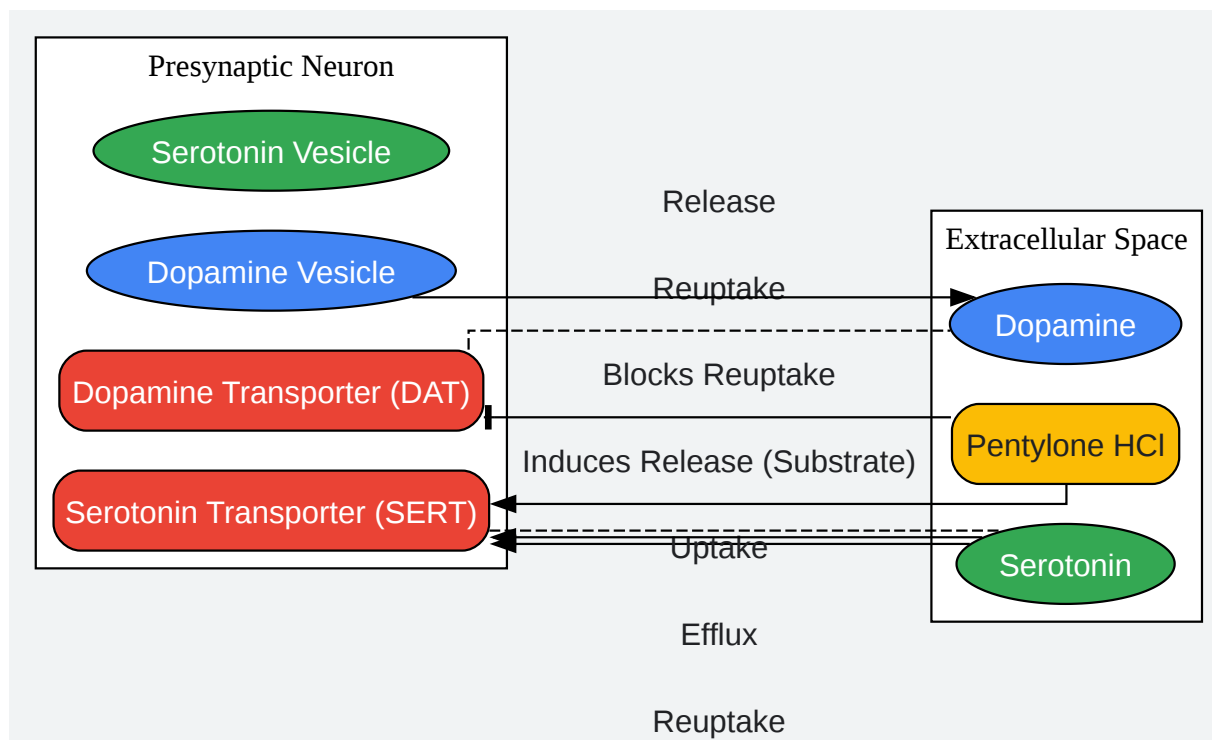 Presynaptic Neuron
Serotonin Vesicle
Dopamine Vesicle
Dopamine Transporter (DAT)
Serotonin Transporter (SERT)
Release
Reuptake
Blocks Reuptake
Induces Release (Substrate)
Uptake
Efflux
Reuptake
Extracellular Space
Dopamine
Pentylone HCl
Serotonin